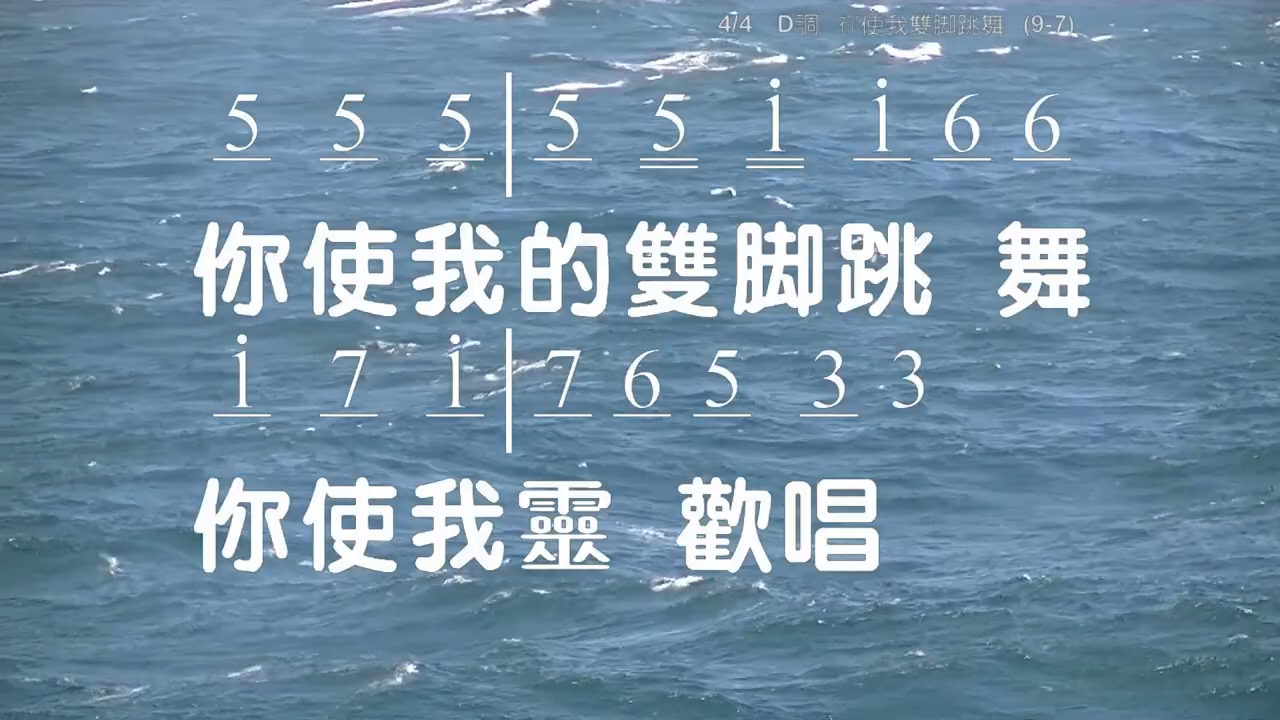 4/4 D調 祢使我雙脚跳舞 (9-7)
5 5 5 | 5 5 i i 6 6
你使我的雙脚跳 舞
i 7 i | 7 6 5 3 3
你使我靈 歡唱